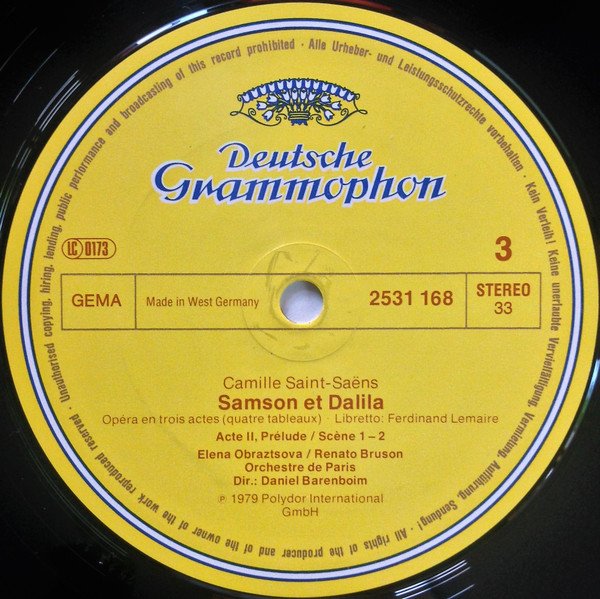 Alle Urheber- und Leistungsschutzrechte vorbehalten · Kein Verleih! Keine unerlaubte Vervielfältigung, Vermietung, Aufführung, Sendung! · All rights of the producer and of the owner of the work reproduced reserved · Unauthorised copying, hiring, lending, public performance and broadcasting of this record prohibited ·
Deutsche
Grammophon
LC 0173
3
GEMA
Made in West Germany
2531 168
STEREO
33
Camille Saint-Saëns
Samson et Dalila
Opéra en trois actes (quatre tableaux) · Libretto: Ferdinand Lemaire
Acte II, Prélude / Scène 1–2
Elena Obraztsova / Renato Bruson
Orchestre de Paris
Dir.: Daniel Barenboim
℗ 1979 Polydor International
GmbH